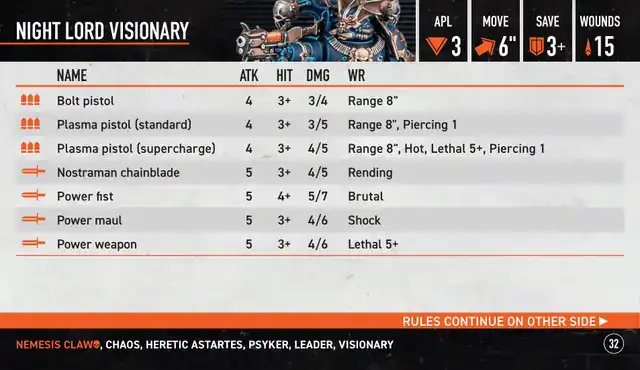 NIGHT LORD VISIONARY
APL 3 MOVE 6" SAVE 3+ WOUNDS 15
NAME ATK HIT DMG WR
Bolt pistol 4 3+ 3/4 Range 8"
Plasma pistol (standard) 4 3+ 3/5 Range 8", Piercing 1
Plasma pistol (supercharge) 4 3+ 4/5 Range 8", Hot, Lethal 5+, Piercing 1
Nostraman chainblade 5 3+ 4/5 Rending
Power fist 5 4+ 5/7 Brutal
Power maul 5 3+ 4/6 Shock
Power weapon 5 3+ 4/6 Lethal 5+
RULES CONTINUE ON OTHER SIDE ►
NEMESIS CLAW, CHAOS, HERETIC ASTARTES, PSYKER, LEADER, VISIONARY 32